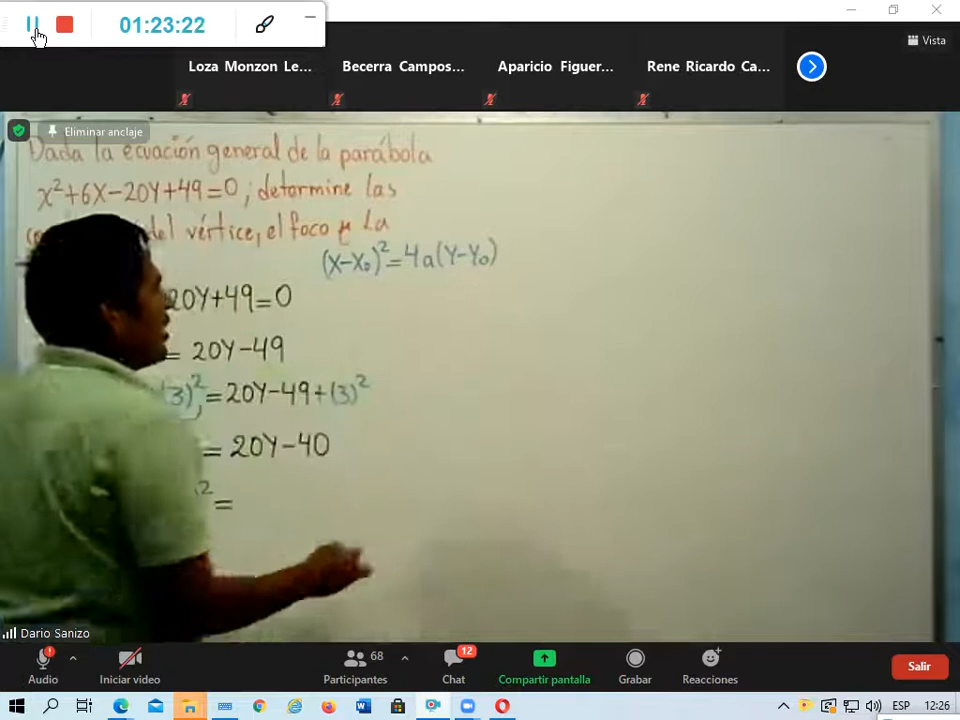 01:23:22
Vista
Loza Monzon Le... Becerra Campos... Aparicio Figuer... Rene Ricardo Ca...
Eliminar anclaje
Dada la ecuación general de la parábola
x²+6X-20Y+49=0; determine las
del vértice, el foco y La
(X-X₀)²=4a(Y-Y₀)
20Y+49=0
= 20Y-49
(3)²=20Y-49+(3)²
= 20Y-40
² =
Dario Sanizo
Audio Iniciar video 68 Participantes 12 Chat Compartir pantalla Grabar Reacciones Salir
ESP 12:26